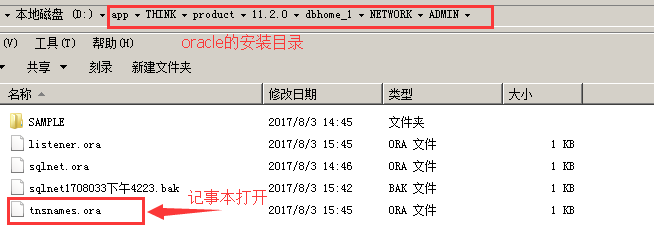 本地磁盘 (D:) ▸ app ▸ THINK ▸ product ▸ 11.2.0 ▸ dbhome_1 ▸ NETWORK ▸ ADMIN ▸
(V) 工具(T) 帮助(H) oracle的安装目录
共享 刻录 新建文件夹
名称 修改日期 类型 大小
SAMPLE 2017/8/3 14:45 文件夹
listener.ora 2017/8/3 15:45 ORA 文件 1 KB
sqlnet.ora 2017/8/3 14:46 ORA 文件 1 KB
sqlnet1708033下午4223.bak 2017/8/3 15:42 BAK 文件 1 KB
tnsnames.ora 记事本打开 2017/8/3 15:45 ORA 文件 1 KB